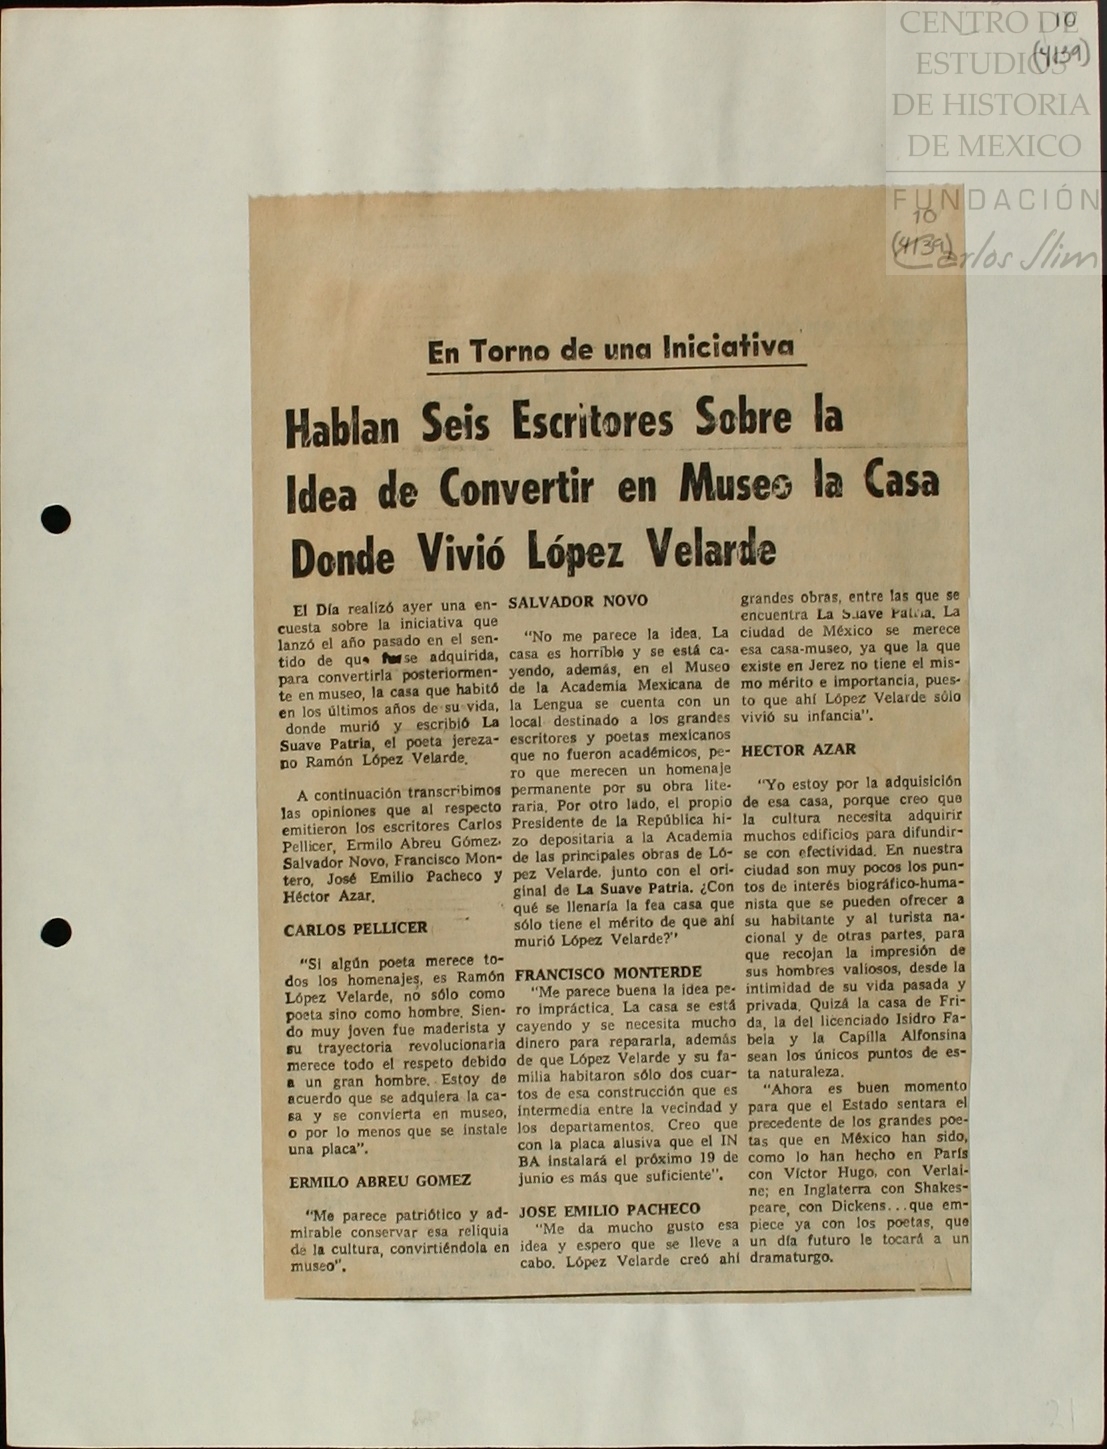 CENTRO DE
ESTUDIOS
DE HISTORIA
DE MEXICO
FUNDACIÓN
Carlos Slim
10
(4139)
10
(4139)
En Torno de una Iniciativa
Hablan Seis Escritores Sobre la
Idea de Convertir en Museo la Casa
Donde Vivió López Velarde
El Día realizó ayer una en-
cuesta sobre la iniciativa que
lanzó el año pasado en el sen-
tido de que fuese adquirida,
para convertirla posteriormen-
te en museo, la casa que habitó
en los últimos años de su vida,
donde murió y escribió La
Suave Patria, el poeta jereza-
no Ramón López Velarde.
A continuación transcribimos
las opiniones que al respecto
emitieron los escritores Carlos
Pellicer, Ermilo Abreu Gómez,
Salvador Novo, Francisco Mon-
tero, José Emilio Pacheco y
Héctor Azar.
CARLOS PELLICER
"Si algún poeta merece to-
dos los homenajes, es Ramón
López Velarde, no sólo como
poeta sino como hombre. Sien-
do muy joven fue maderista y
su trayectoria revolucionaria
merece todo el respeto debido
a un gran hombre. Estoy de
acuerdo que se adquiera la ca-
sa y se convierta en museo,
o por lo menos que se instale
una placa".
ERMILO ABREU GOMEZ
"Me parece patriótico y ad-
mirable conservar esa reliquia
de la cultura, convirtiéndola en
museo".
SALVADOR NOVO
"No me parece la idea. La
casa es horrible y se está ca-
yendo, además, en el Museo
de la Academia Mexicana de
la Lengua se cuenta con un
local destinado a los grandes
escritores y poetas mexicanos
que no fueron académicos, pe-
ro que merecen un homenaje
permanente por su obra lite-
raria. Por otro lado, el propio
Presidente de la República hi-
zo depositaria a la Academia
de las principales obras de Ló-
pez Velarde, junto con el ori-
ginal de La Suave Patria. ¿Con
qué se llenaría la fea casa que
sólo tiene el mérito de que ahí
murió López Velarde?"
FRANCISCO MONTERDE
"Me parece buena la idea pe-
ro impráctica. La casa se está
cayendo y se necesita mucho
dinero para repararla, además
de que López Velarde y su fa-
milia habitaron sólo dos cuar-
tos de esa construcción que es
intermedia entre la vecindad y
los departamentos. Creo que
con la placa alusiva que el IN
BA instalará el próximo 19 de
junio es más que suficiente".
JOSE EMILIO PACHECO
"Me da mucho gusto esa
idea y espero que se lleve a
cabo. López Velarde creó ahí
grandes obras, entre las que se
encuentra La Suave Patria. La
ciudad de México se merece
esa casa-museo, ya que la que
existe en Jerez no tiene el mis-
mo mérito e importancia, pues-
to que ahí López Velarde sólo
vivió su infancia".
HECTOR AZAR
"Yo estoy por la adquisición
de esa casa, porque creo que
la cultura necesita adquirir
muchos edificios para difundir-
se con efectividad. En nuestra
ciudad son muy pocos los pun-
tos de interés biográfico-huma-
nista que se pueden ofrecer a
su habitante y al turista na-
cional y de otras partes, para
que recojan la impresión de
sus hombres valiosos, desde la
intimidad de su vida pasada y
privada. Quizá la casa de Fri-
da, la del licenciado Isidro Fa-
bela y la Capilla Alfonsina
sean los únicos puntos de es-
ta naturaleza.
"Ahora es buen momento
para que el Estado sentara el
precedente de los grandes poe-
tas que en México han sido,
como lo han hecho en París
con Víctor Hugo, con Verlai-
ne; en Inglaterra con Shakes-
peare, con Dickens...que em-
piece ya con los poetas, que
un día futuro le tocará a un
dramaturgo.
21